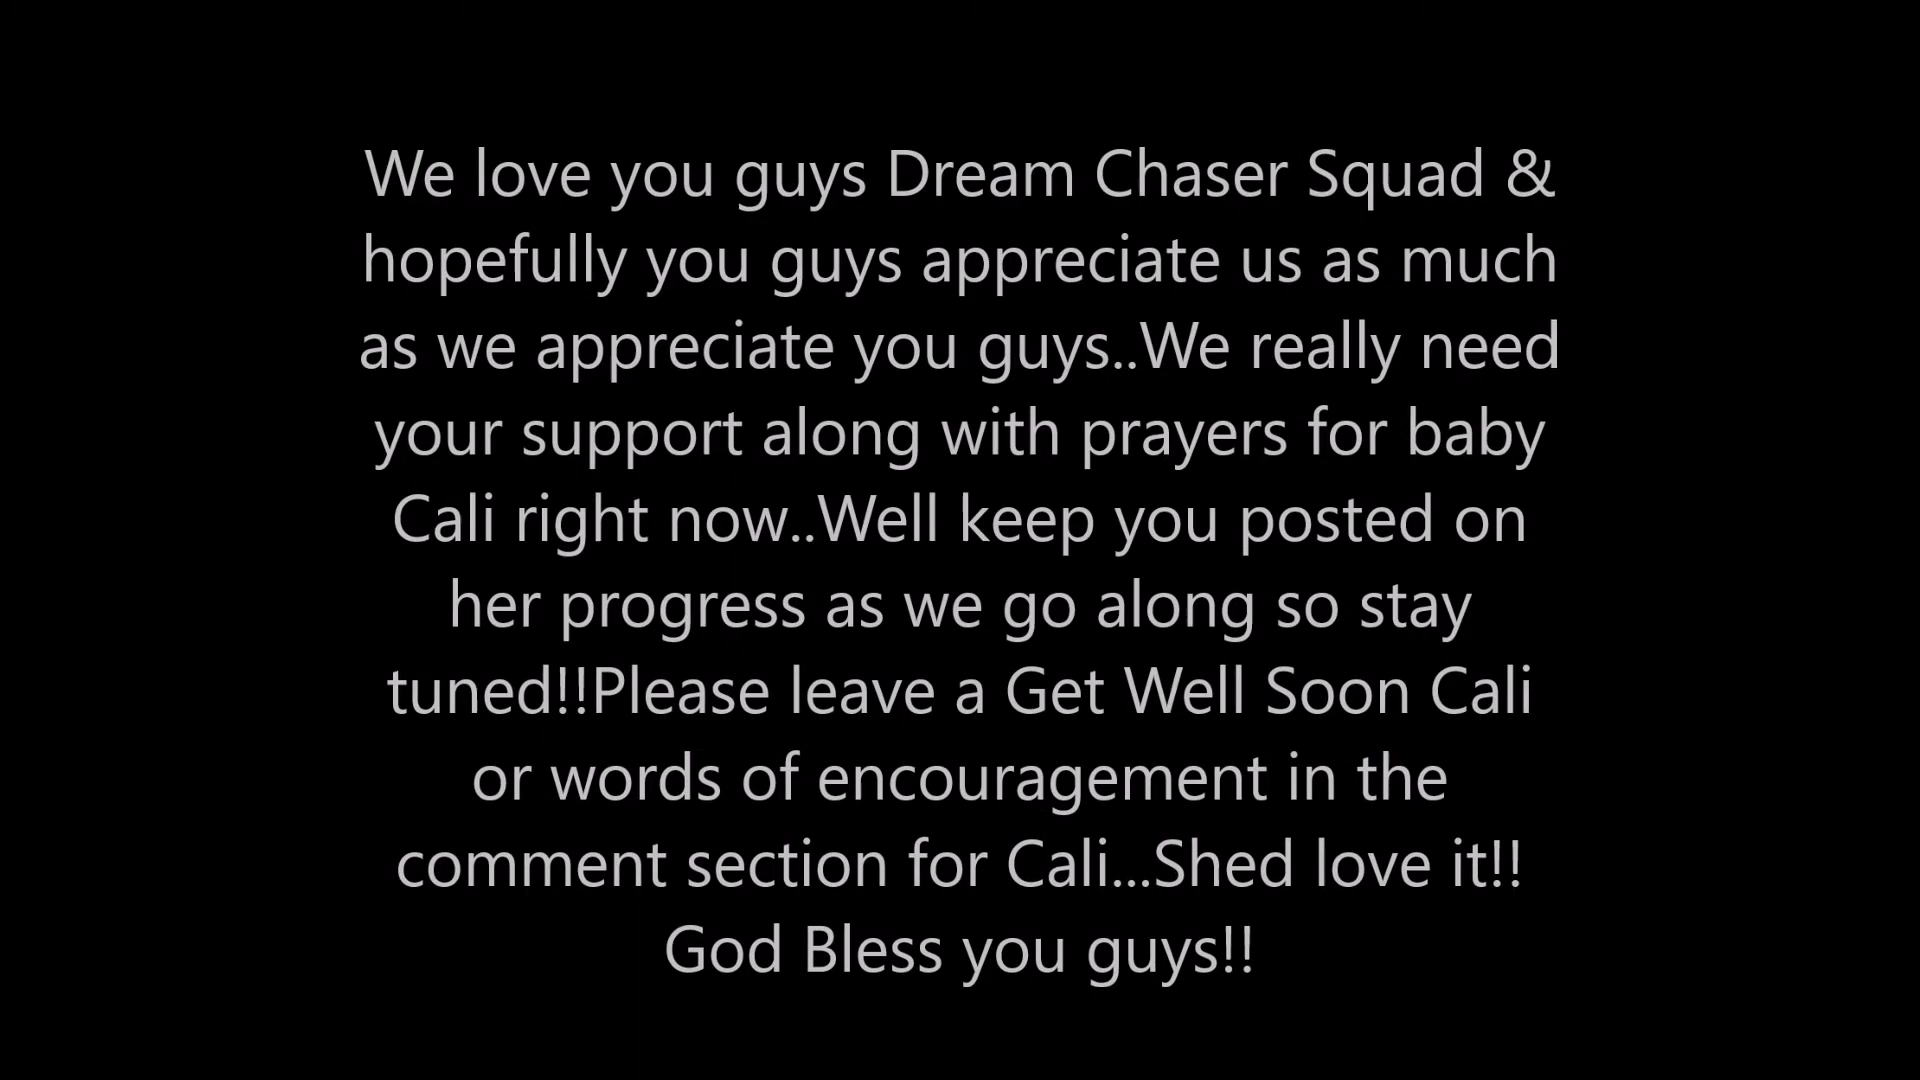 We love you guys Dream Chaser Squad &
hopefully you guys appreciate us as much
as we appreciate you guys..We really need
your support along with prayers for baby
Cali right now..Well keep you posted on
her progress as we go along so stay
tuned!!Please leave a Get Well Soon Cali
or words of encouragement in the
comment section for Cali...Shed love it!!
God Bless you guys!!